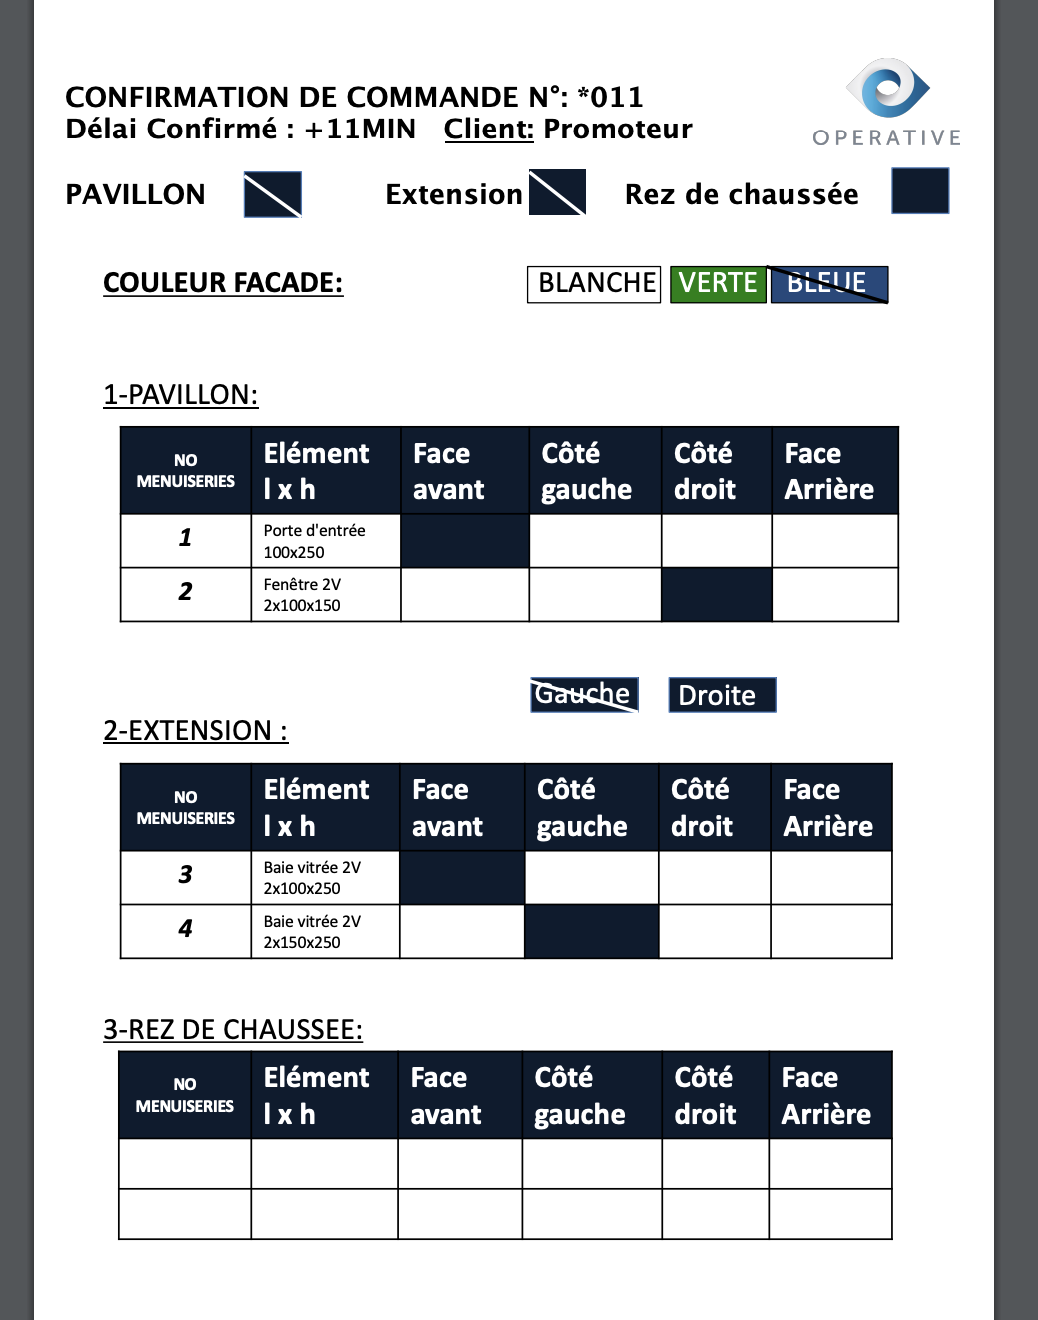 CONFIRMATION DE COMMANDE N°: *011
Délai Confirmé : +11MIN Client: Promoteur
OPERATIVE
PAVILLON Extension Rez de chaussée
COULEUR FACADE: BLANCHE VERTE BLEUE
1-PAVILLON:
NO MENUISERIES Elément l x h Face avant Côté gauche Côté droit Face Arrière
1 Porte d'entrée 100x250
2 Fenêtre 2V 2x100x150
Gauche Droite
2-EXTENSION :
NO MENUISERIES Elément l x h Face avant Côté gauche Côté droit Face Arrière
3 Baie vitrée 2V 2x100x250
4 Baie vitrée 2V 2x150x250
3-REZ DE CHAUSSEE:
NO MENUISERIES Elément l x h Face avant Côté gauche Côté droit Face Arrière